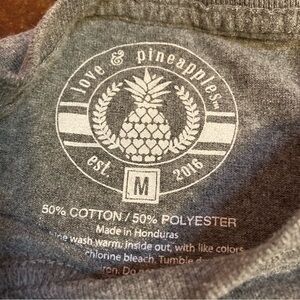 love & pineapples
est. 2016
M
50% COTTON / 50% POLYESTER
Made in Honduras
wash warm, inside out, with like colors
chlorine bleach. Tumble
Do